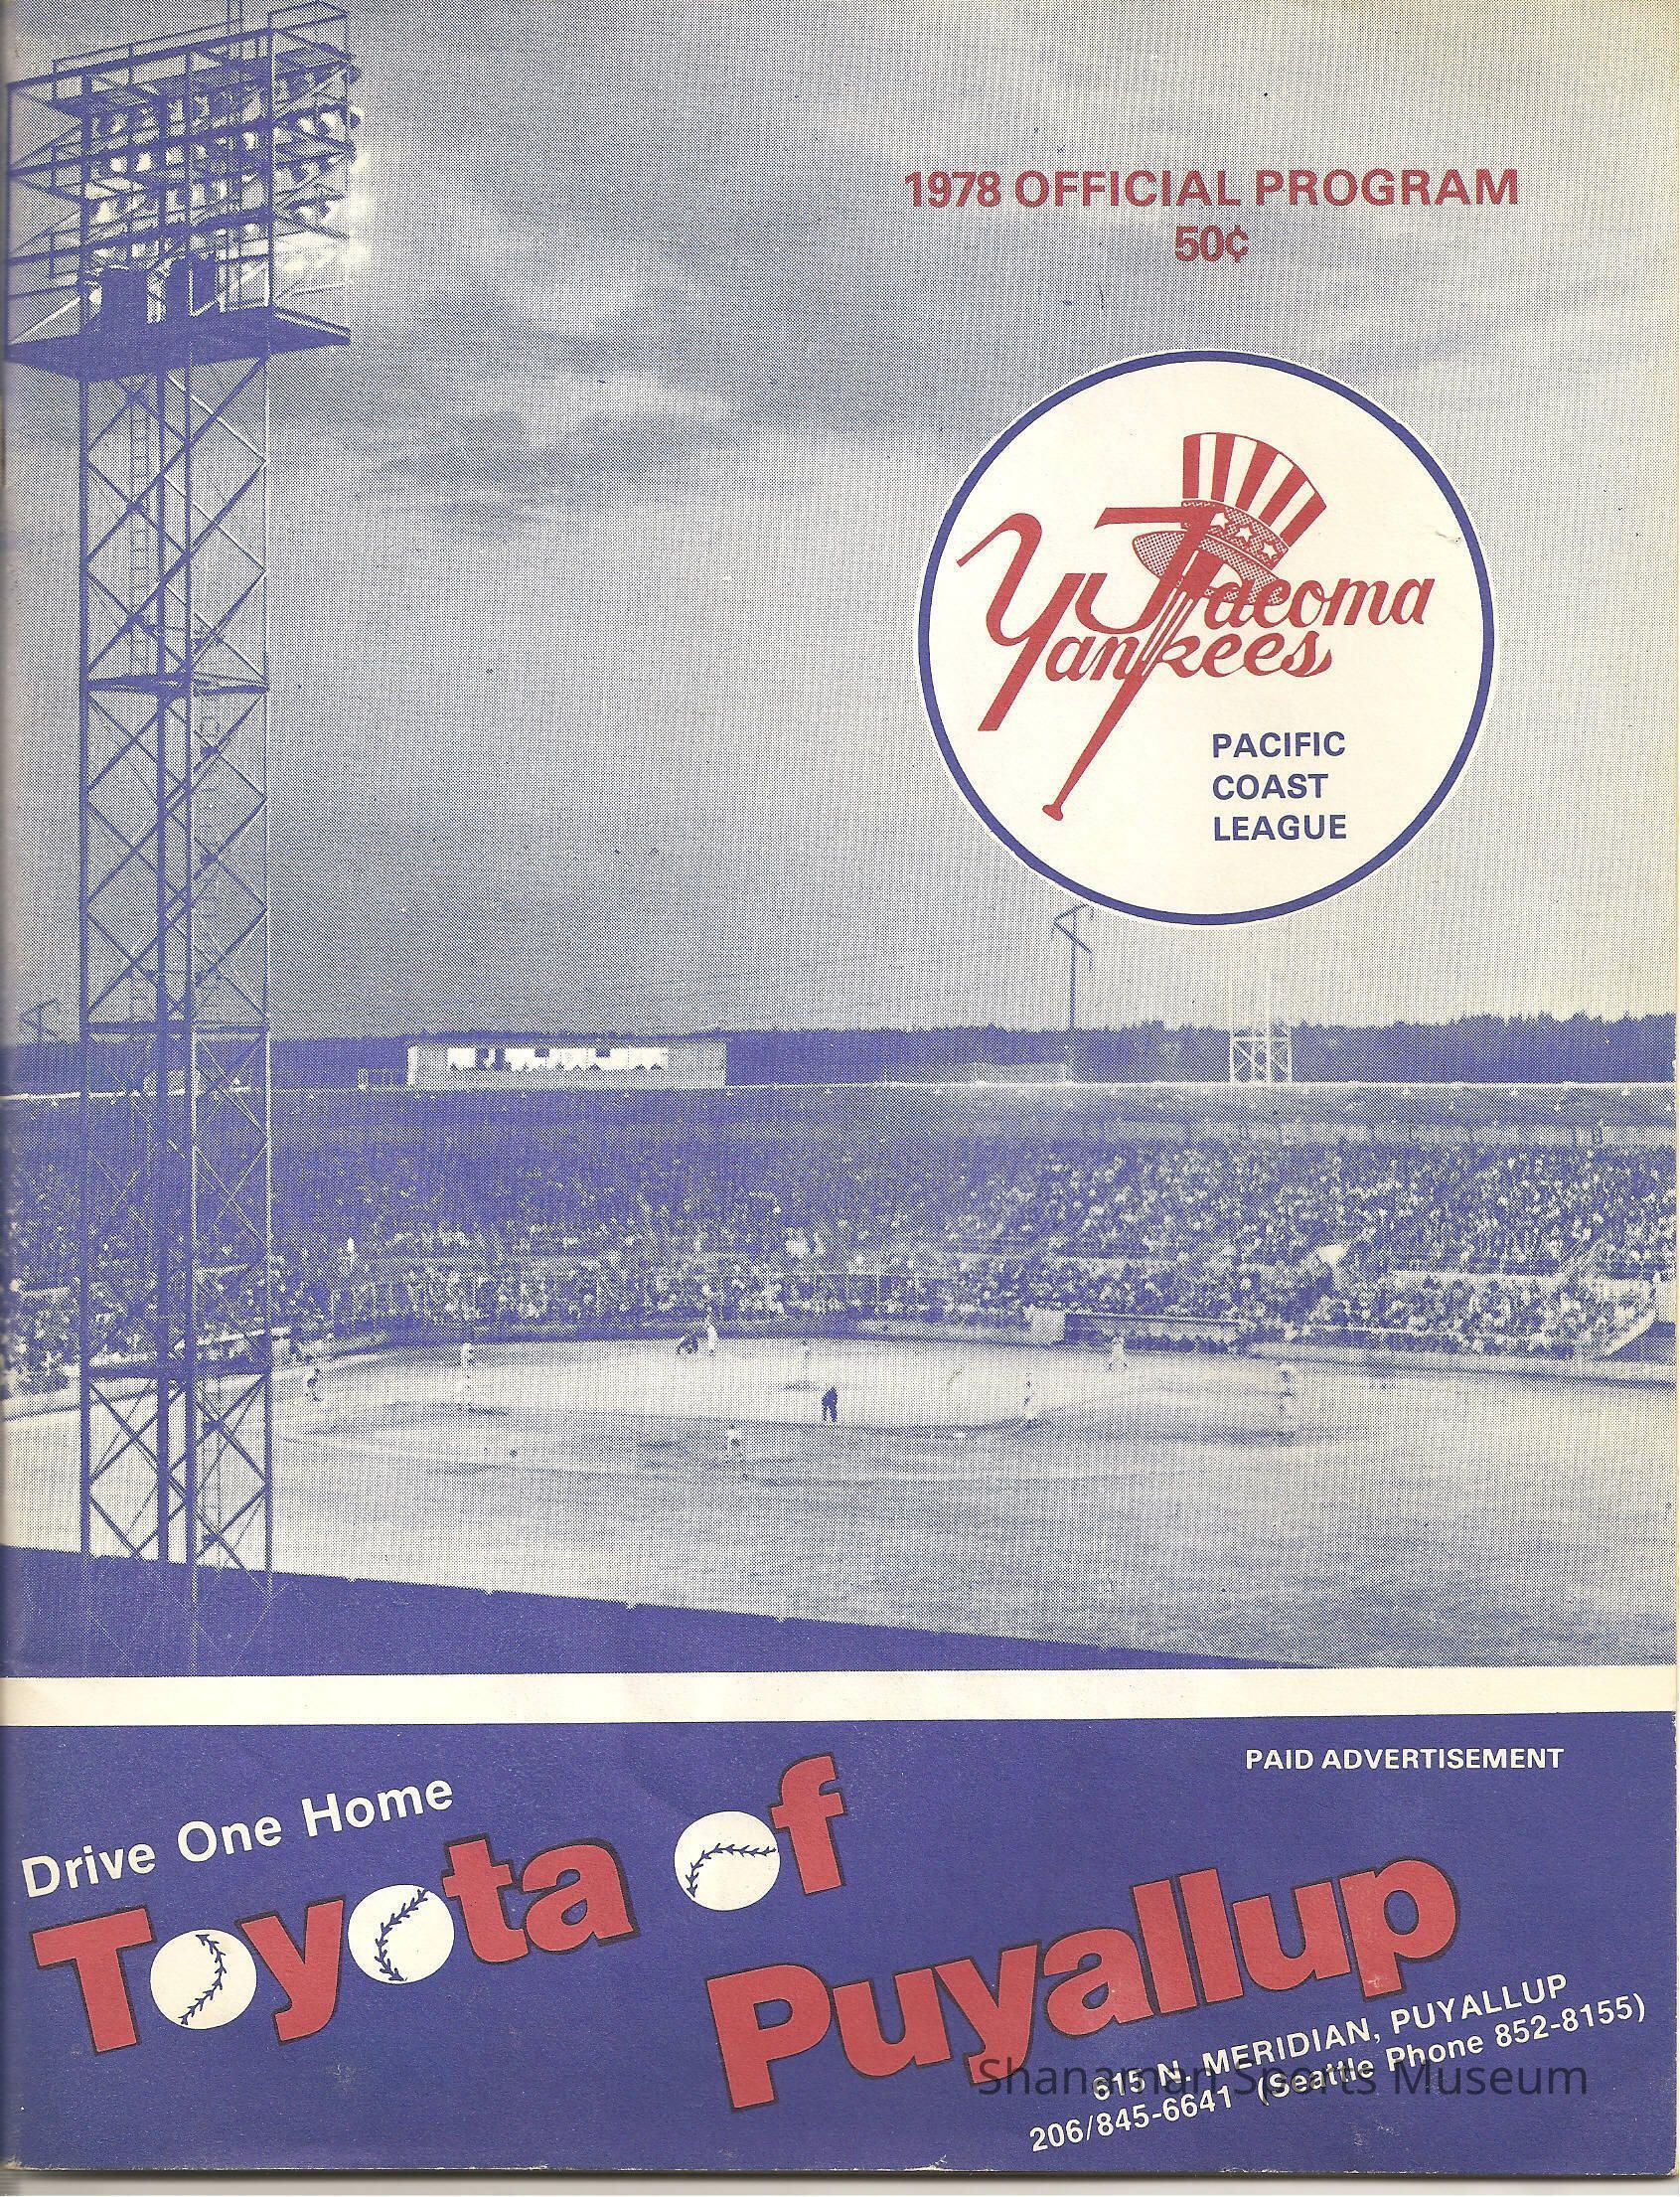 1978 OFFICIAL PROGRAM
50¢
Tacoma
Yankees
PACIFIC
COAST
LEAGUE
PAID ADVERTISEMENT
Drive One Home
Toyota of
Puyallup
615 N. MERIDIAN, PUYALLUP
206/845-6641 (Seattle Phone 852-8155)
Shanaman Sports Museum